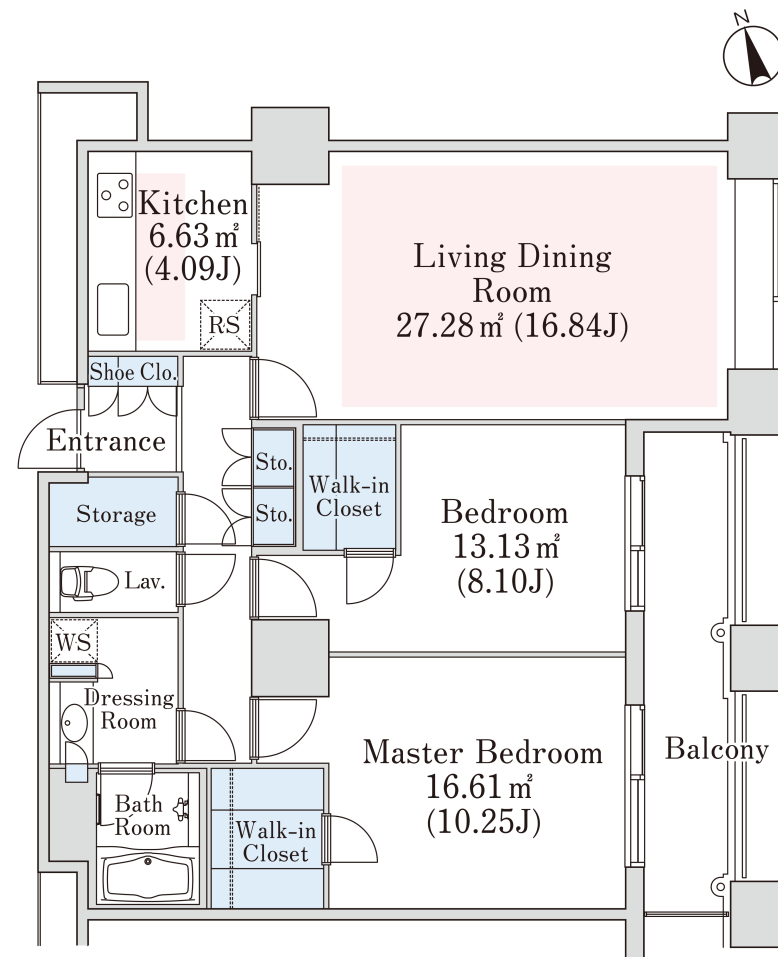 N
Kitchen
6.63㎡
(4.09J)
RS
Living Dining
Room
27.28㎡ (16.84J)
Shoe Clo.
Entrance
Sto.
Sto.
Walk-in
Closet
Storage
Bedroom
13.13㎡
(8.10J)
Lav.
WS
Dressing
Room
Master Bedroom
16.61㎡
(10.25J)
Balcony
Bath
Room
Walk-in
Closet